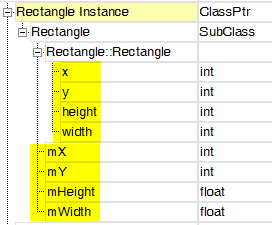 Rectangle Instance ClassPtr
Rectangle SubClass
Rectangle::Rectangle
x int
y int
height int
width int
mX int
mY int
mHeight float
mWidth float